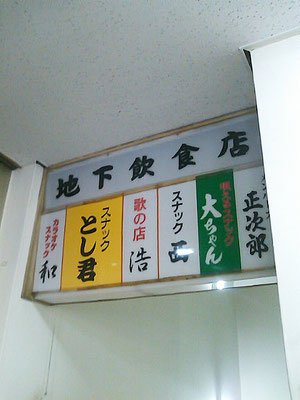 地下飲食店
カラオケスナック 和
スナック とし君
歌の店 浩
スナック
大ちゃん
正次郎